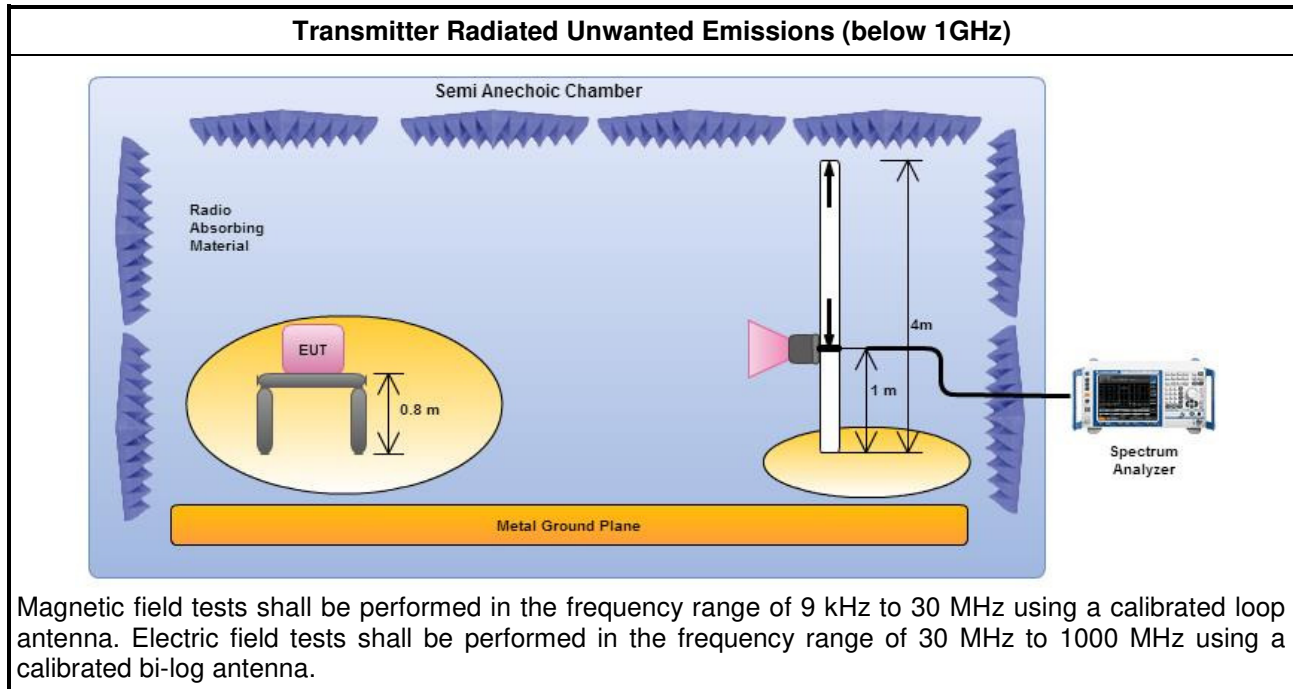 Transmitter Radiated Unwanted Emissions (below 1GHz)
Semi Anechoic Chamber
Radio
Absorbing
Material
EUT
0.8 m
4m
1 m
Spectrum
Analyzer
Metal Ground Plane
Magnetic field tests shall be performed in the frequency range of 9 kHz to 30 MHz using a calibrated loop
antenna. Electric field tests shall be performed in the frequency range of 30 MHz to 1000 MHz using a
calibrated bi-log antenna.